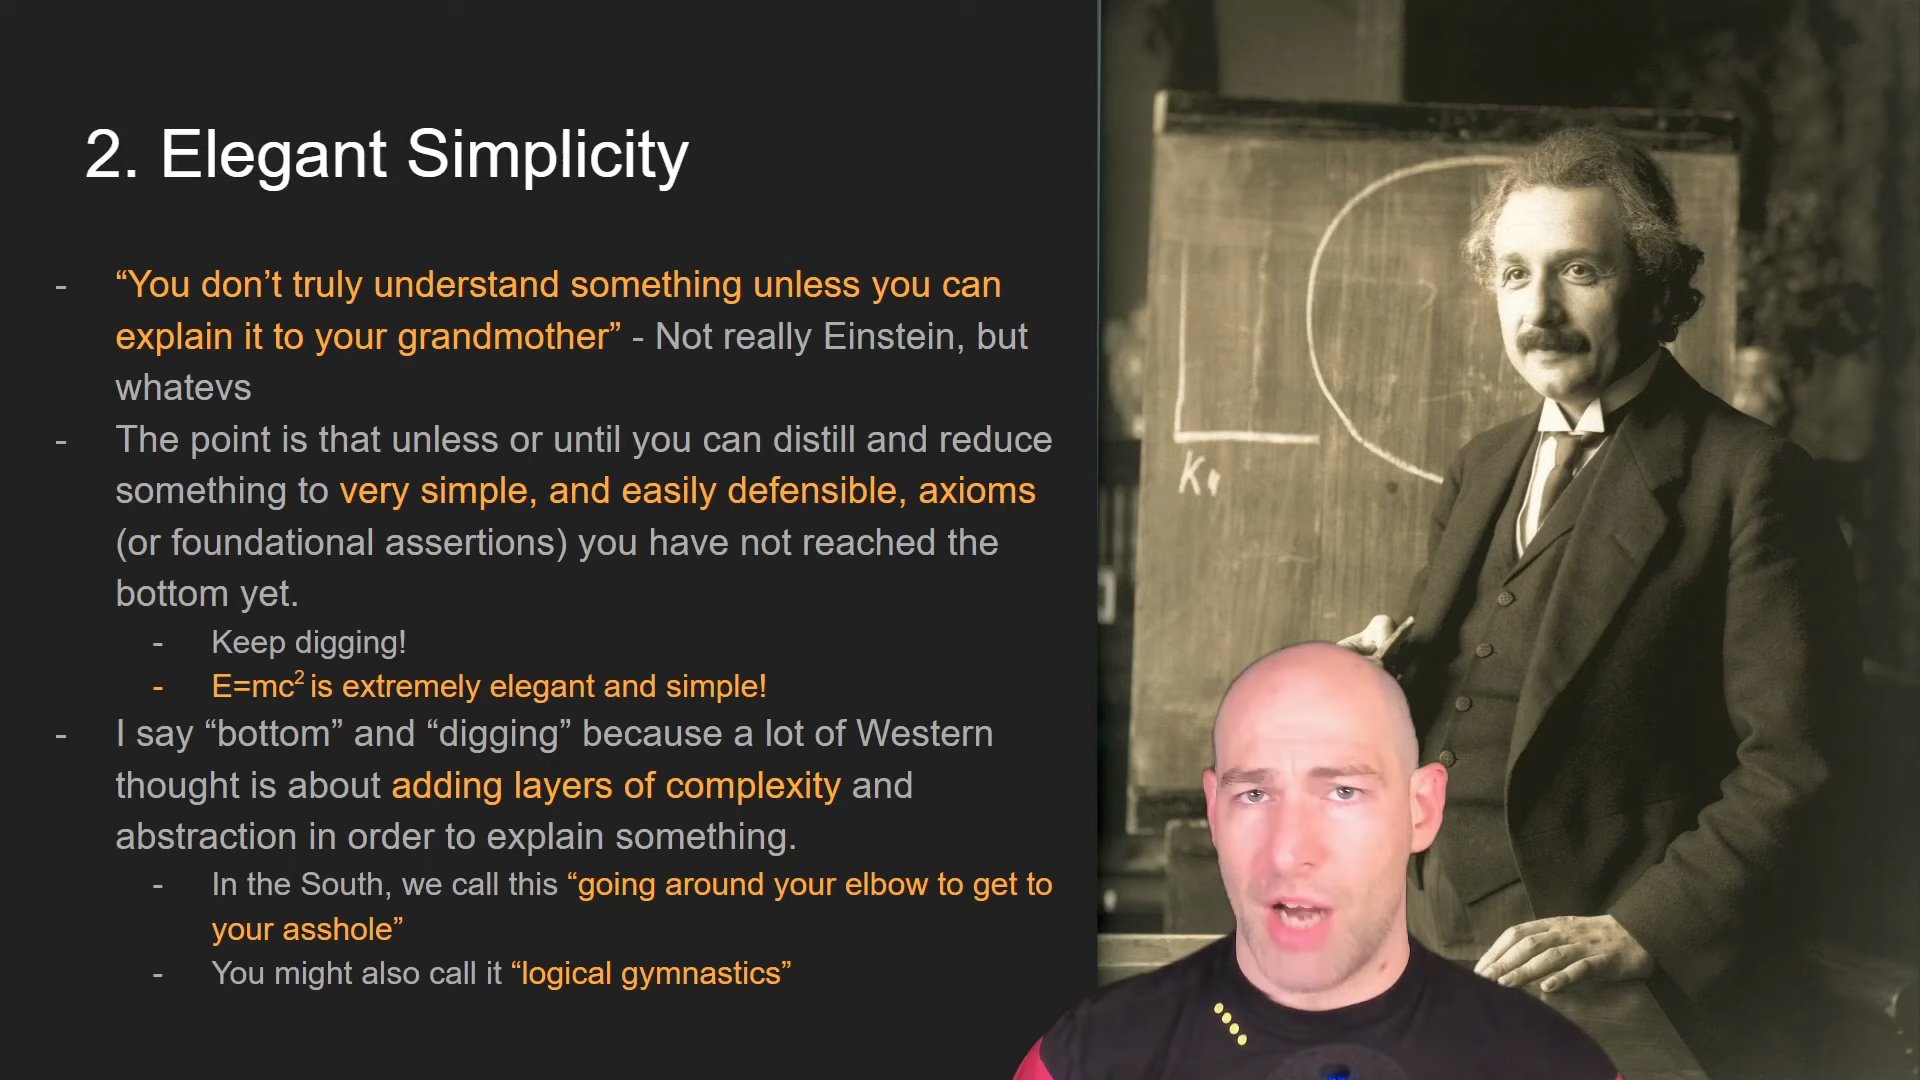 2. Elegant Simplicity
- “You don’t truly understand something unless you can
explain it to your grandmother” - Not really Einstein, but
whatevs
- The point is that unless or until you can distill and reduce
something to very simple, and easily defensible, axioms
(or foundational assertions) you have not reached the
bottom yet.
- Keep digging!
- E=mc² is extremely elegant and simple!
- I say “bottom” and “digging” because a lot of Western
thought is about adding layers of complexity and
abstraction in order to explain something.
- In the South, we call this “going around your elbow to get to
your asshole”
- You might also call it “logical gymnastics”